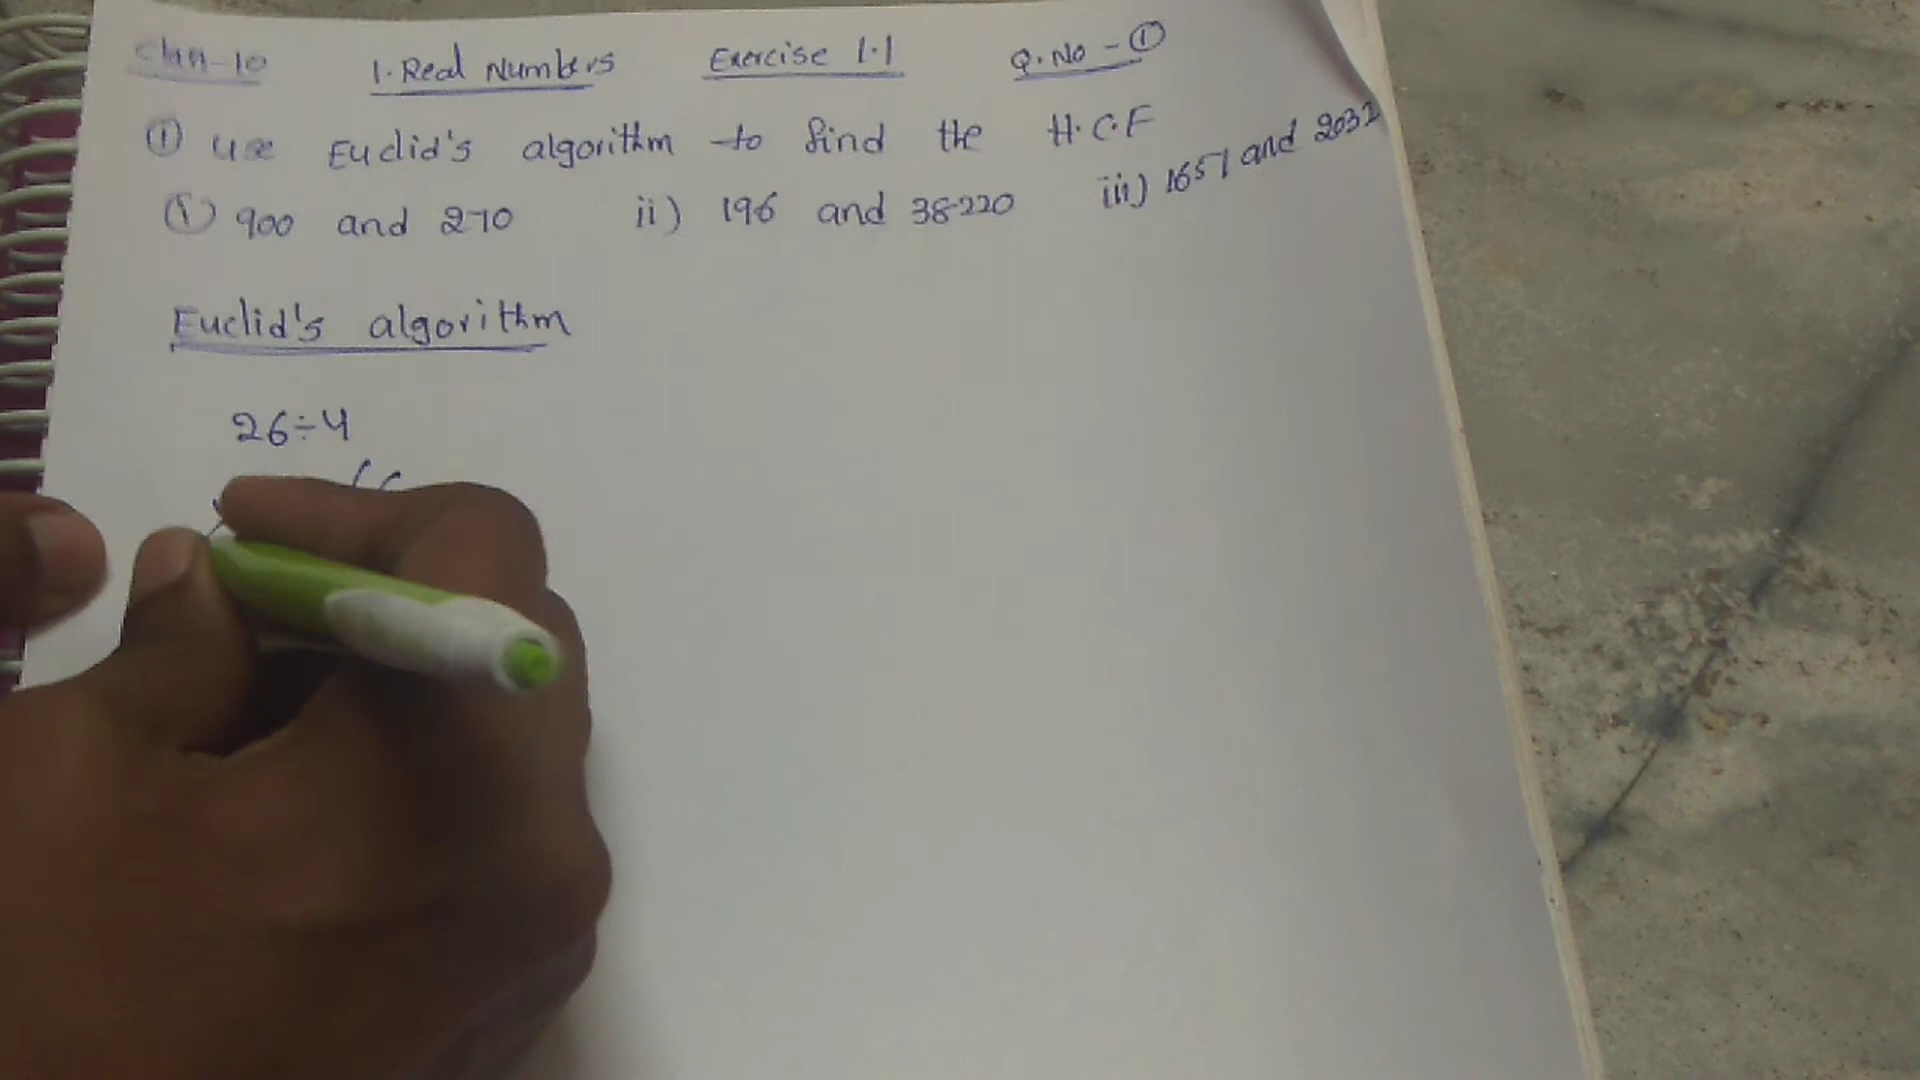 Class-10 1. Real Numbers Exercise 1.1 Q. No - ①
① use Euclid's algorithm to find the H.C.F
(i) 900 and 270 ii) 196 and 38220 iii) 1651 and 2032
Euclid's algorithm
26÷4